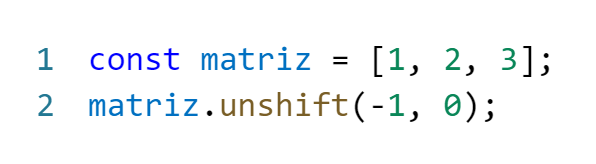 1 const matriz = [1, 2, 3];
2 matriz.unshift(-1, 0);